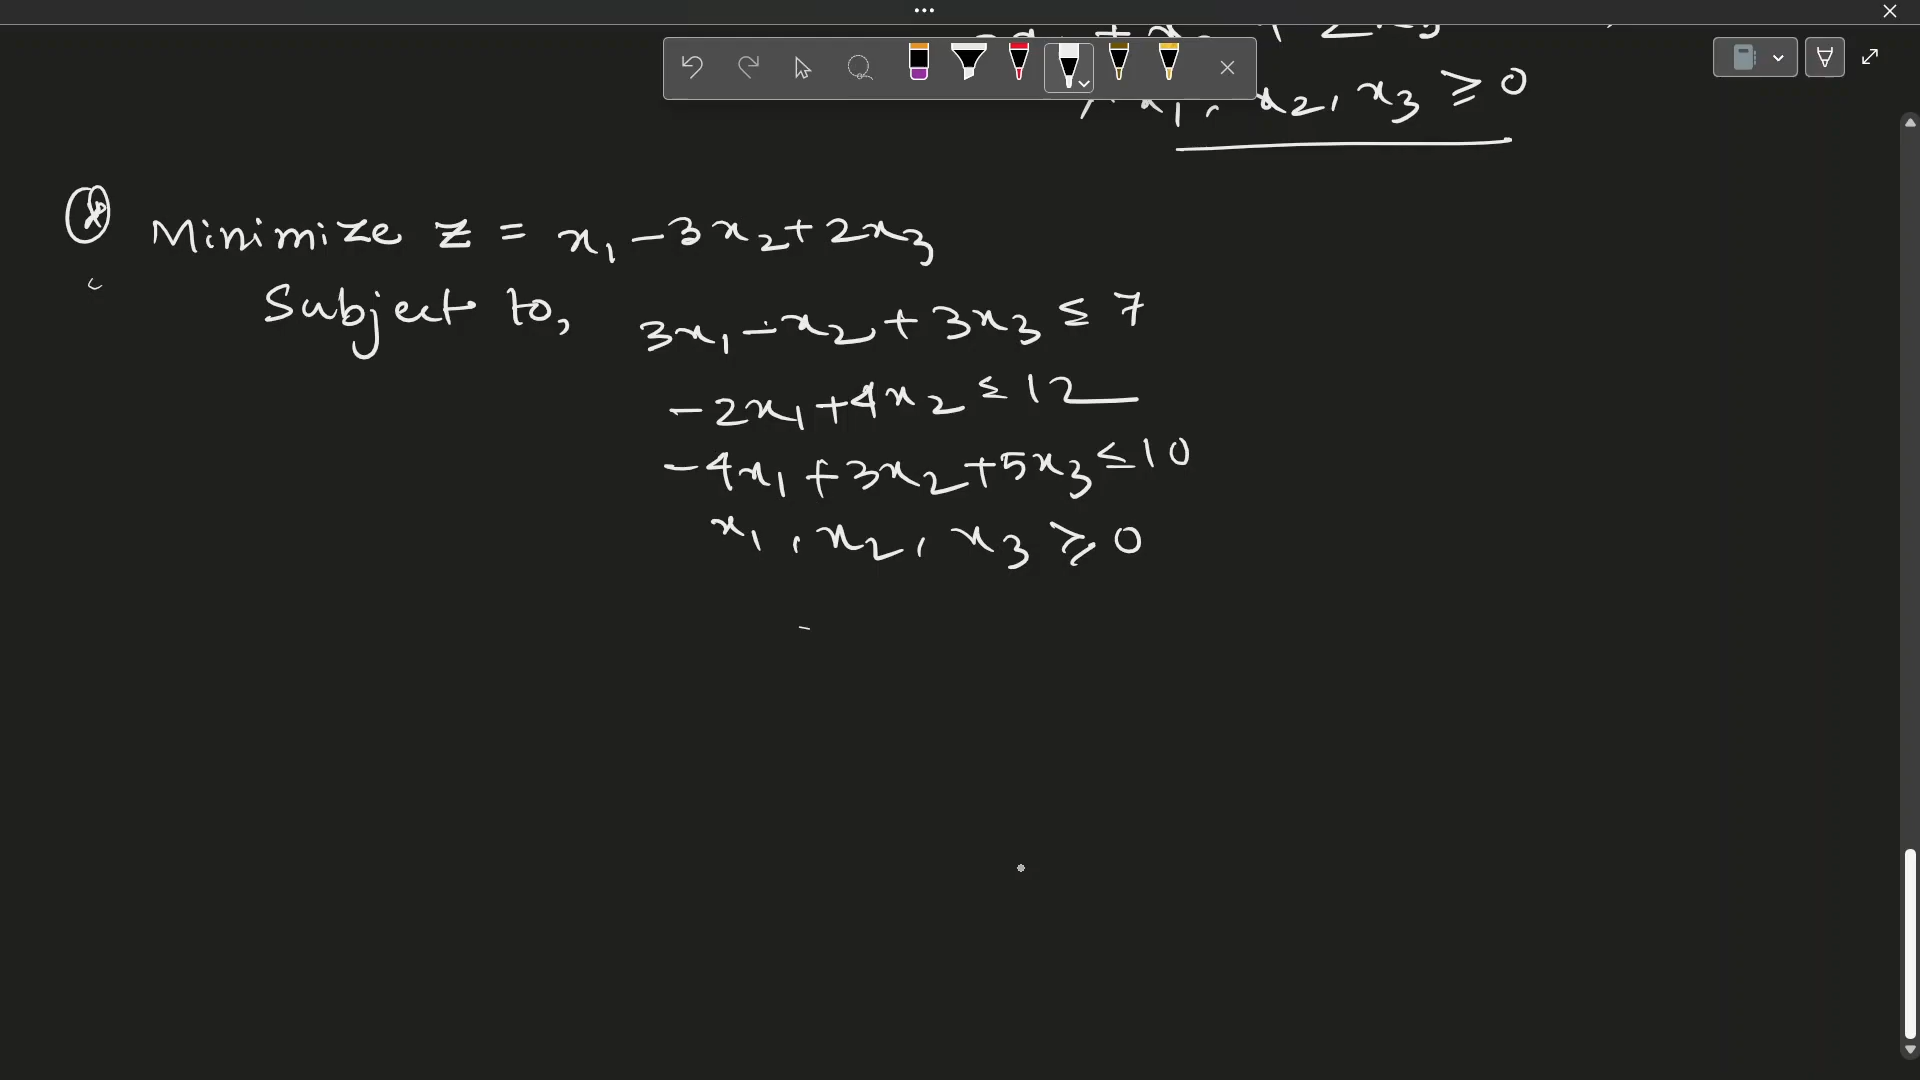 x₁, x₂, x₃ ≥ 0
Minimize z = x₁ - 3x₂ + 2x₃
Subject to,
3x₁ - x₂ + 3x₃ ≤ 7
-2x₁ + 4x₂ ≤ 12
-4x₁ + 3x₂ + 5x₃ ≤ 10
x₁, x₂, x₃ ≥ 0